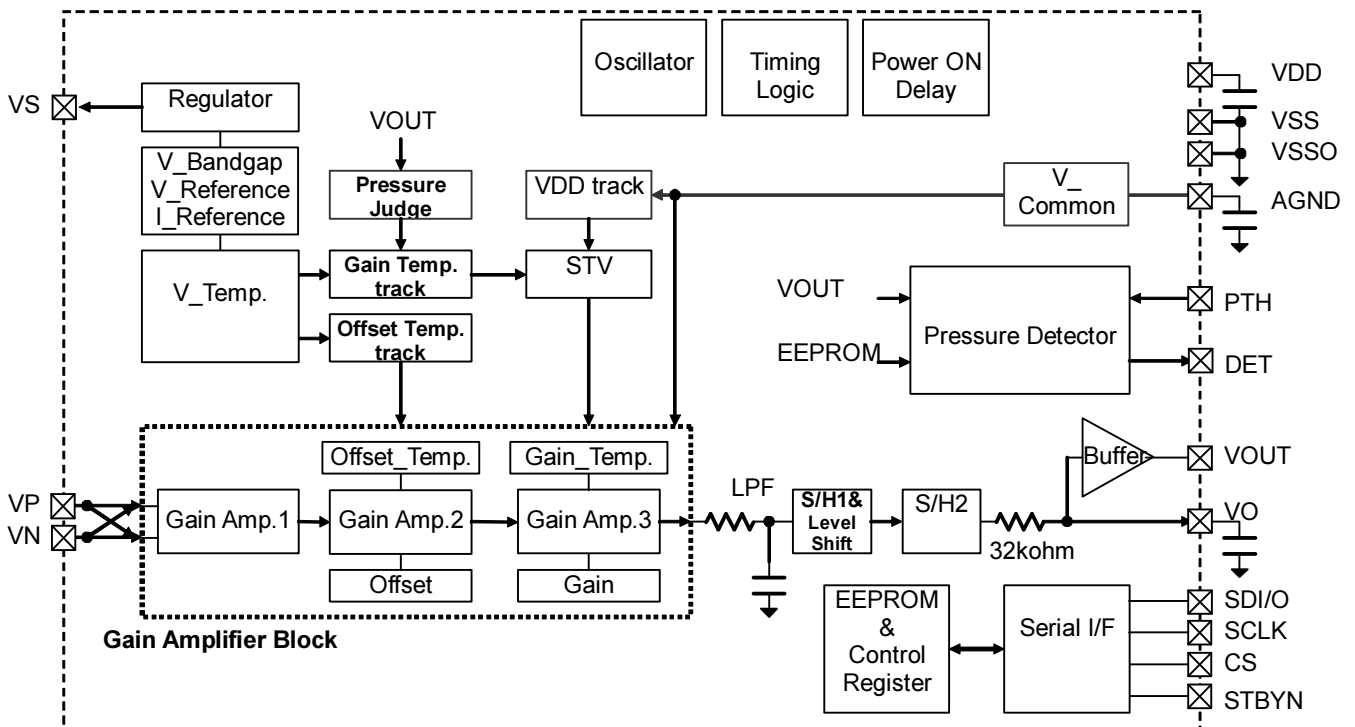 Oscillator
Timing
Logic
Power ON
Delay
VDD
VS
Regulator
VOUT
VSS
VSSO
V_Bandgap
V_Reference
I_Reference
Pressure
Judge
VDD track
V_
Common
AGND
V_Temp.
Gain Temp.
track
STV
VOUT
Pressure Detector
PTH
Offset Temp.
track
EEPROM
DET
Offset_Temp.
Gain_Temp.
Buffer
VOUT
VP
VN
Gain Amp.1
Gain Amp.2
Gain Amp.3
LPF
S/H1&
Level
Shift
S/H2
32kohm
VO
Offset
Gain
Gain Amplifier Block
EEPROM
&
Control
Register
Serial I/F
SDI/O
SCLK
CS
STBYN